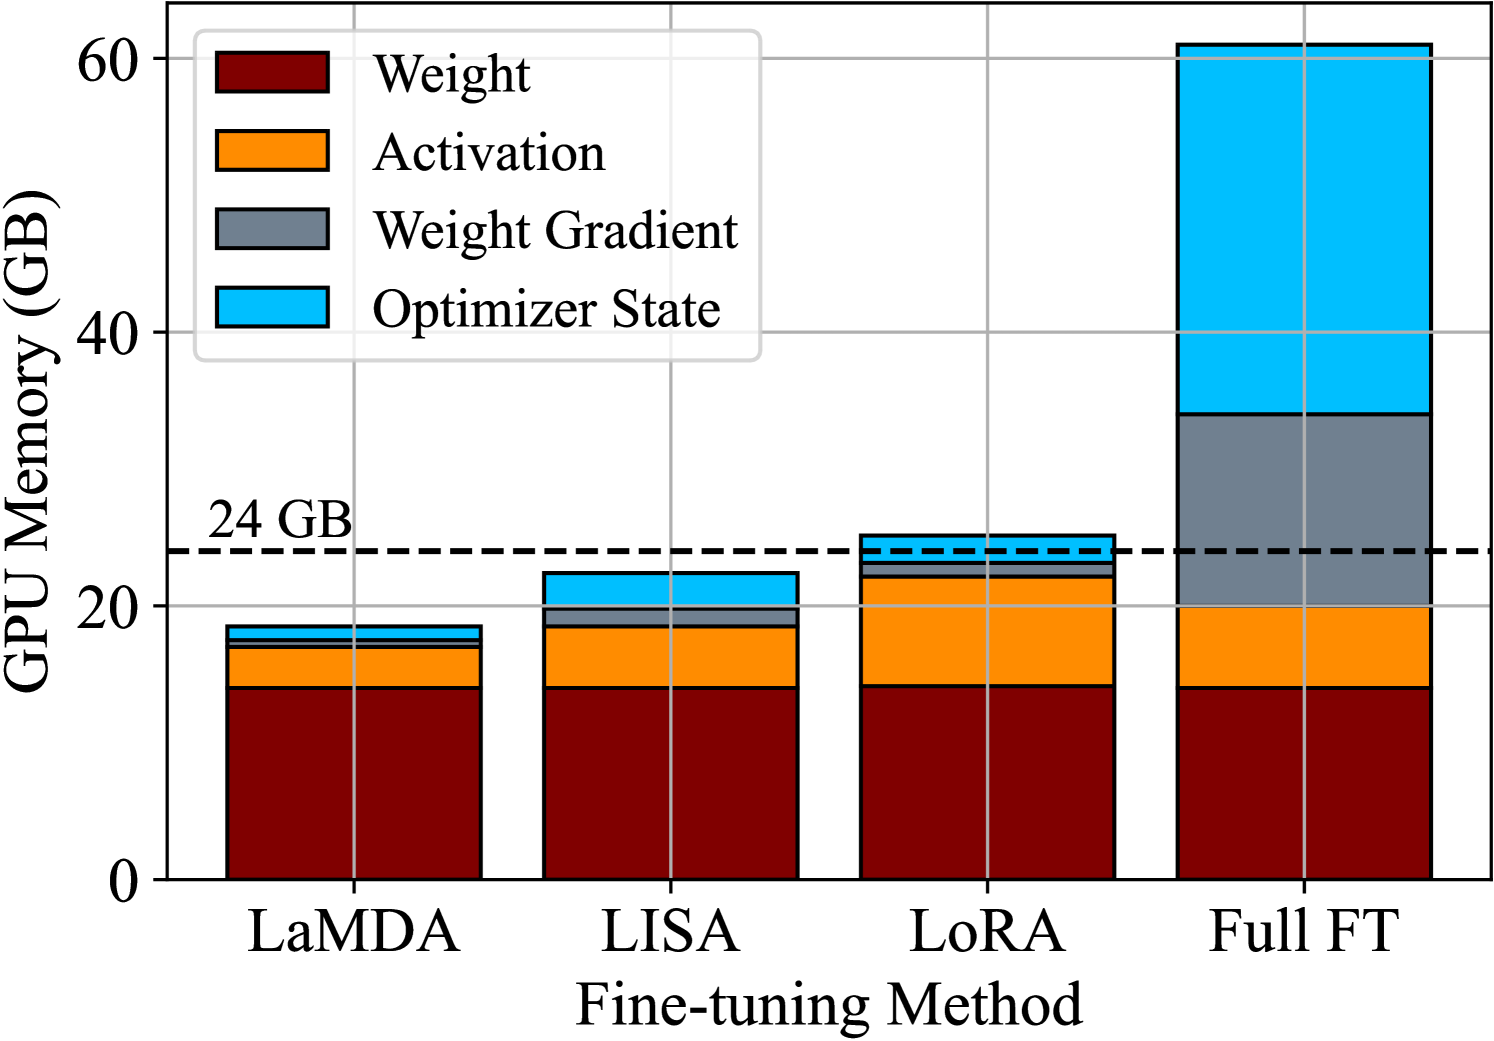 Weight
Activation
Weight Gradient
Optimizer State
GPU Memory (GB)
60
40
20
0
24 GB
LaMDA
LISA
LoRA
Full FT
Fine-tuning Method